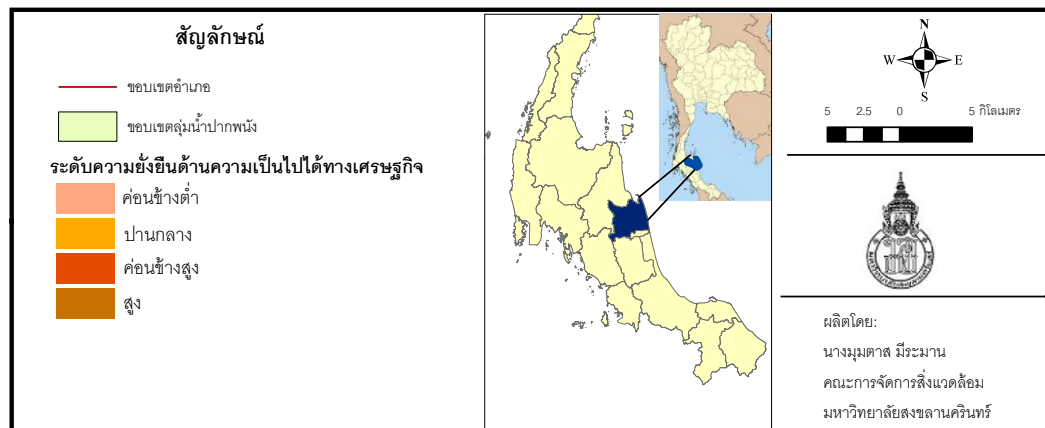 สัญลักษณ์
ขอบเขตอำเภอ
ขอบเขตลุ่มน้ำปากพนัง
ระดับความยั่งยืนด้านความเป็นไปได้ทางเศรษฐกิจ
ค่อนข้างต่ำ
ปานกลาง
ค่อนข้างสูง
สูง
N
W E
S
5 2.5 0 5 กิโลเมตร
ผลิตโดย:
นางมุมตาส มีระมาน
คณะการจัดการสิ่งแวดล้อม
มหาวิทยาลัยสงขลานครินทร์